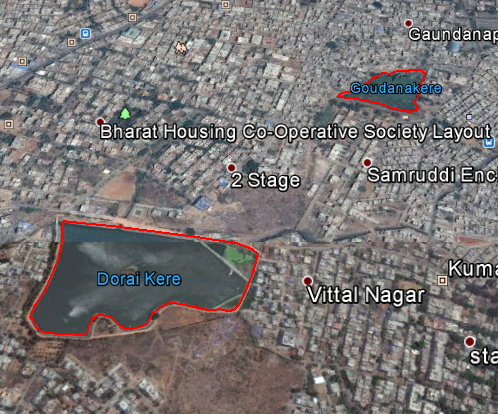 Gaundanap
Goudanakere
Bharat Housing Co-Operative Society Layout
Samruddi Enc
2 Stage
Dorai Kere
Kuma
Vittal Nagar
sta